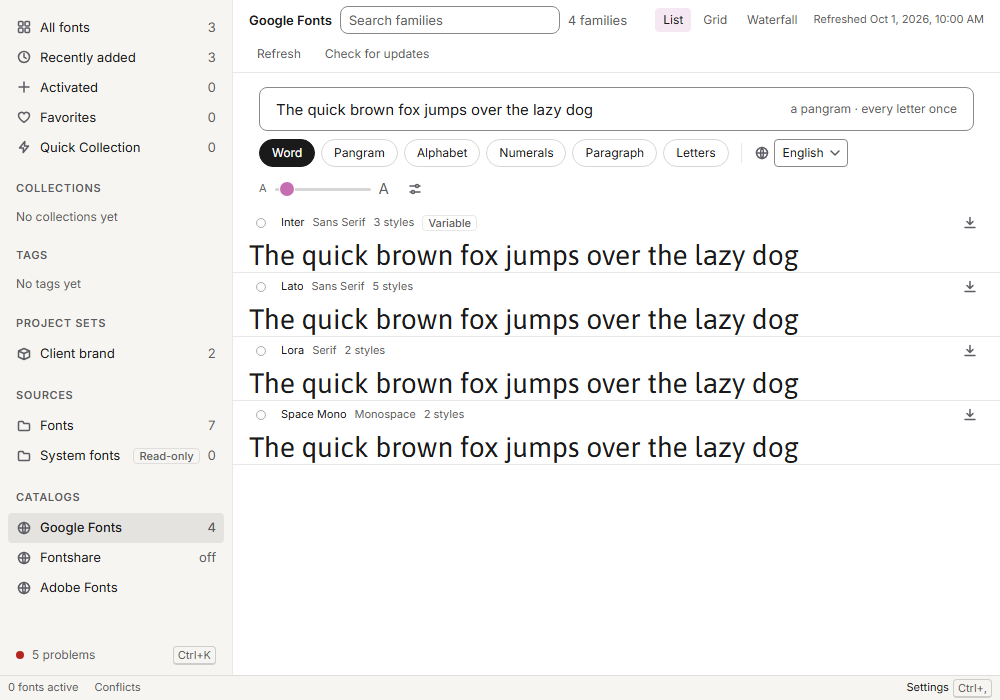 All fonts 3
Recently added 3
Activated 0
Favorites 0
Quick Collection 0
COLLECTIONS
No collections yet
TAGS
No tags yet
PROJECT SETS
Client brand 2
SOURCES
Fonts 7
System fonts Read-only 0
CATALOGS
Google Fonts 4
Fontshare off
Adobe Fonts
5 problems Ctrl+K
Google Fonts Search families 4 families List Grid Waterfall Refreshed Oct 1, 2026, 10:00 AM
Refresh Check for updates
The quick brown fox jumps over the lazy dog a pangram · every letter once
Word Pangram Alphabet Numerals Paragraph Letters English
A A
Inter Sans Serif 3 styles Variable
The quick brown fox jumps over the lazy dog
Lato Sans Serif 5 styles
The quick brown fox jumps over the lazy dog
Lora Serif 2 styles
The quick brown fox jumps over the lazy dog
Space Mono Monospace 2 styles
The quick brown fox jumps over the lazy dog
0 fonts active Conflicts Settings Ctrl+,